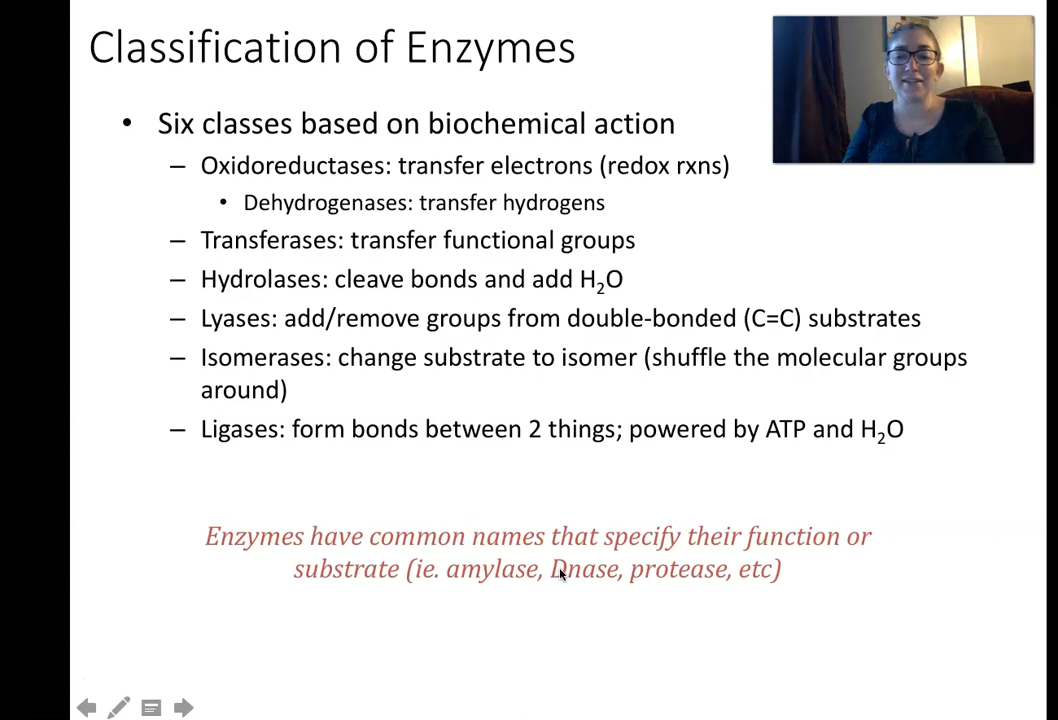 Classification of Enzymes
• Six classes based on biochemical action
– Oxidoreductases: transfer electrons (redox rxns)
• Dehydrogenases: transfer hydrogens
– Transferases: transfer functional groups
– Hydrolases: cleave bonds and add H₂O
– Lyases: add/remove groups from double-bonded (C=C) substrates
– Isomerases: change substrate to isomer (shuffle the molecular groups
around)
– Ligases: form bonds between 2 things; powered by ATP and H₂O
Enzymes have common names that specify their function or
substrate (ie. amylase, Dnase, protease, etc)